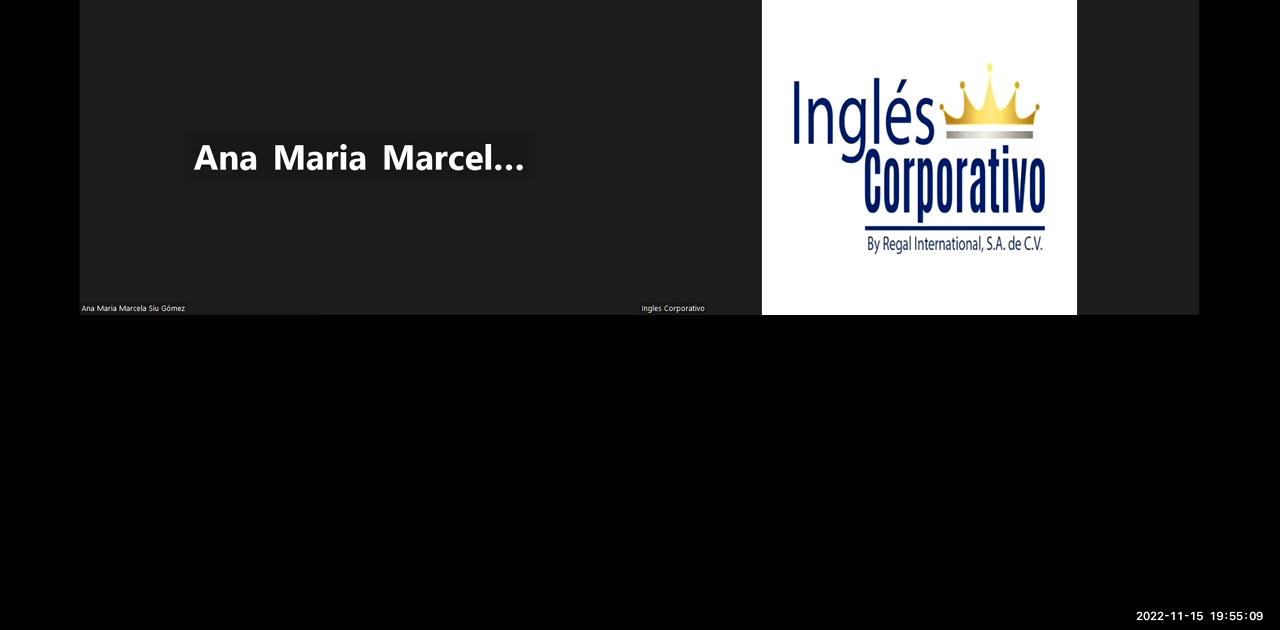 Ana Maria Marcel...
Ana Maria Marcela Siu Gómez
Inglés
Corporativo
By Regal International, S.A. de C.V.
Ingles Corporativo
2022-11-15 19:55:09